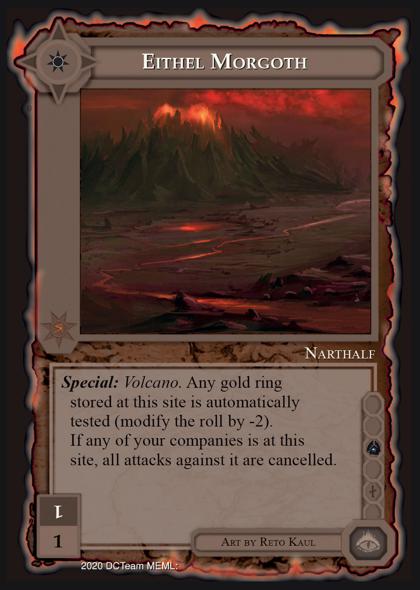 Eithel Morgoth
S
Narthalf
Special: Volcano. Any gold ring
stored at this site is automatically
tested (modify the roll by -2).
If any of your companies is at this
site, all attacks against it are cancelled.
1
1
Art by Reto Kaul
2020 DCTeam MEML: